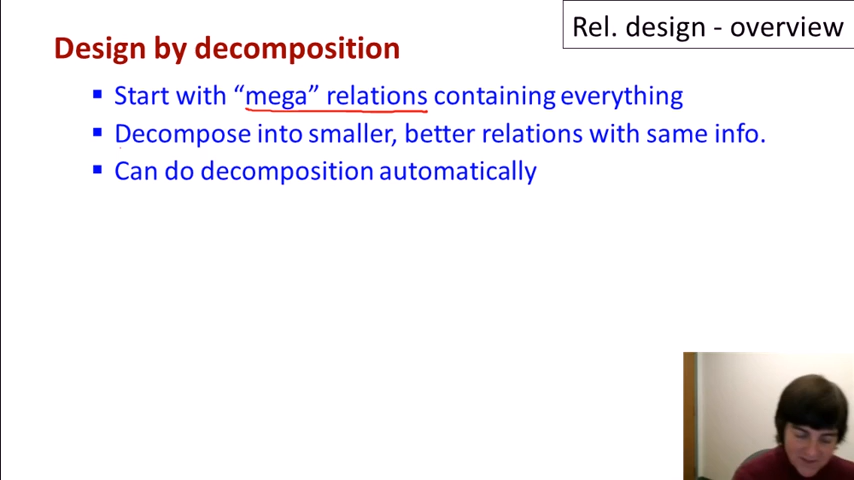 Rel. design - overview
Design by decomposition
▪ Start with “mega” relations containing everything
▪ Decompose into smaller, better relations with same info.
▪ Can do decomposition automatically